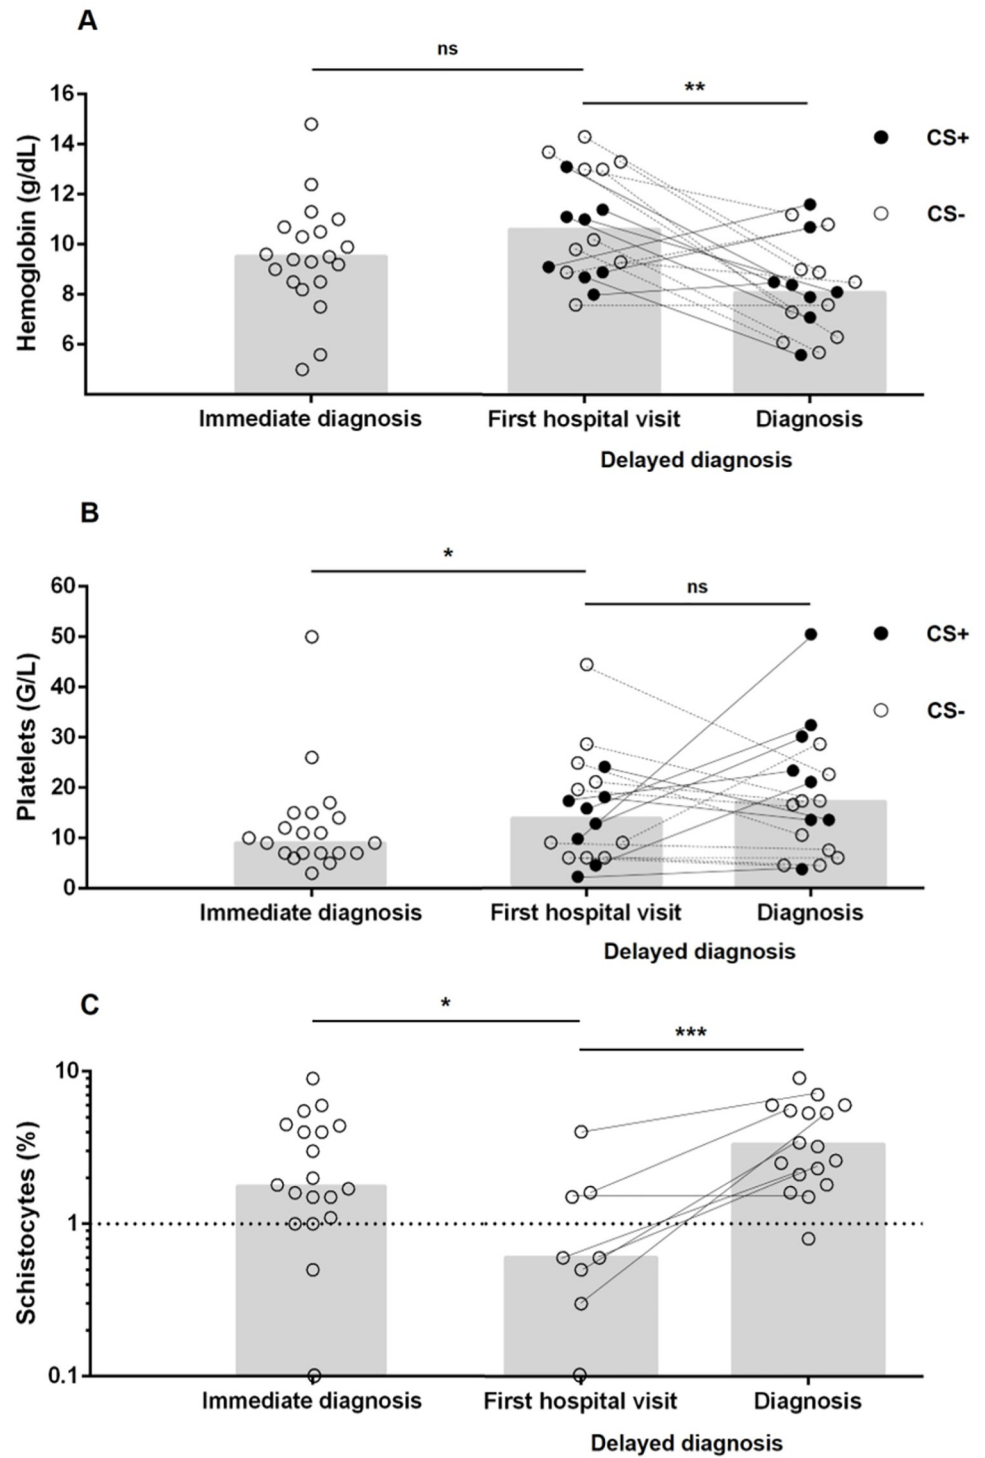 A
ns
**
16
14
12
10
8
6
Hemoglobin (g/dL)
CS+
CS-
Immediate diagnosis
First hospital visit
Diagnosis
Delayed diagnosis
B
*
ns
60
50
40
30
20
10
0
Platelets (G/L)
CS+
CS-
Immediate diagnosis
First hospital visit
Diagnosis
Delayed diagnosis
C
*
***
10
1
0.1
Schistocytes (%)
Immediate diagnosis
First hospital visit
Diagnosis
Delayed diagnosis